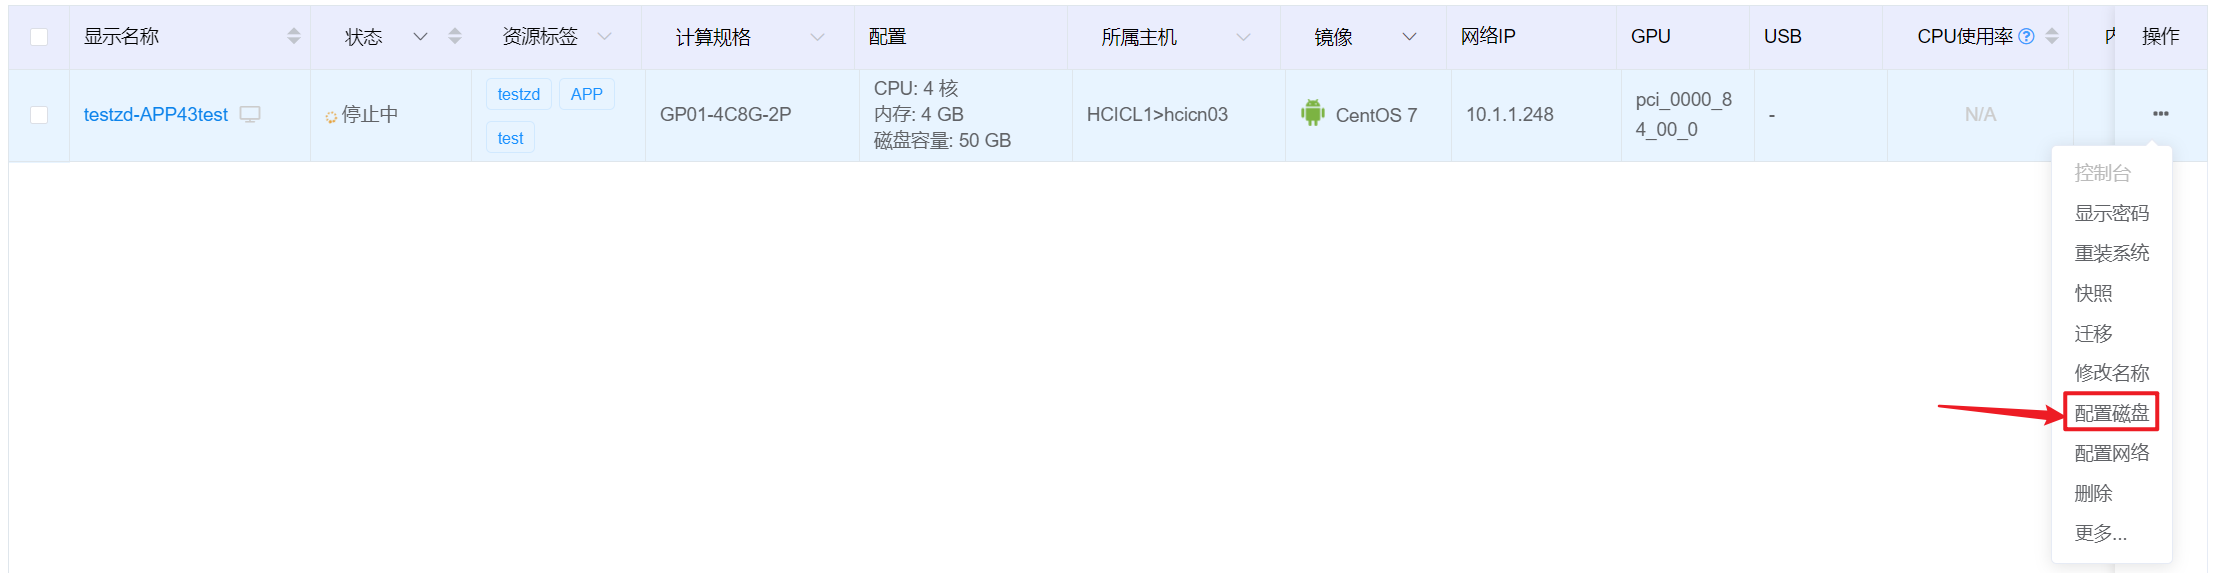 显示名称 状态 资源标签 计算规格 配置 所属主机 镜像 网络IP GPU USB CPU使用率 操作
testzd-APP43test 停止中 testzd APP GP01-4C8G-2P CPU: 4 核 HCICL1>hcicn03 CentOS 7 10.1.1.248 pci_0000_8 - N/A
test 内存: 4 GB 4_00_0
磁盘容量: 50 GB
控制台
显示密码
重装系统
快照
迁移
修改名称
配置磁盘
配置网络
删除
更多...